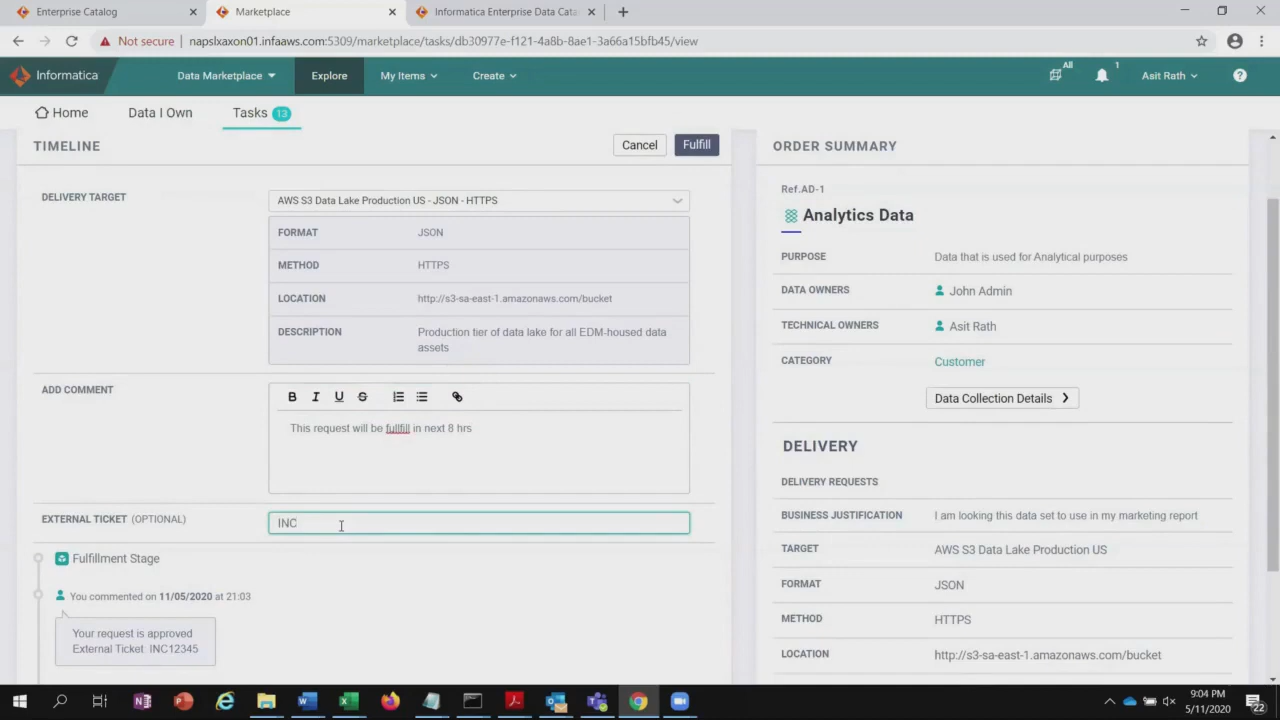 Enterprise Catalog
Marketplace
Informatica Enterprise Data Cata
Not secure napslxaxon01.infaaws.com:5309/marketplace/tasks/db30977e-f121-4a8b-8ae1-3a66a15bfb45/view
Informatica
Data Marketplace
Explore
My Items
Create
All
1
Asit Rath
?
Home
Data I Own
Tasks 13
TIMELINE
Cancel
Fulfill
DELIVERY TARGET
AWS S3 Data Lake Production US - JSON - HTTPS
FORMAT JSON
METHOD HTTPS
LOCATION http://s3-sa-east-1.amazonaws.com/bucket
DESCRIPTION Production tier of data lake for all EDM-housed data
assets
ADD COMMENT
B I U S
This request will be fullfill in next 8 hrs
EXTERNAL TICKET (OPTIONAL)
INC
Fulfillment Stage
You commented on 11/05/2020 at 21:03
Your request is approved
External Ticket INC12345
ORDER SUMMARY
Ref.AD-1
Analytics Data
PURPOSE Data that is used for Analytical purposes
DATA OWNERS John Admin
TECHNICAL OWNERS Asit Rath
CATEGORY Customer
Data Collection Details
DELIVERY
DELIVERY REQUESTS
BUSINESS JUSTIFICATION I am looking this data set to use in my marketing report
TARGET AWS S3 Data Lake Production US
FORMAT JSON
METHOD HTTPS
LOCATION http://s3-sa-east-1.amazonaws.com/bucket
9:04 PM
5/11/2020
22